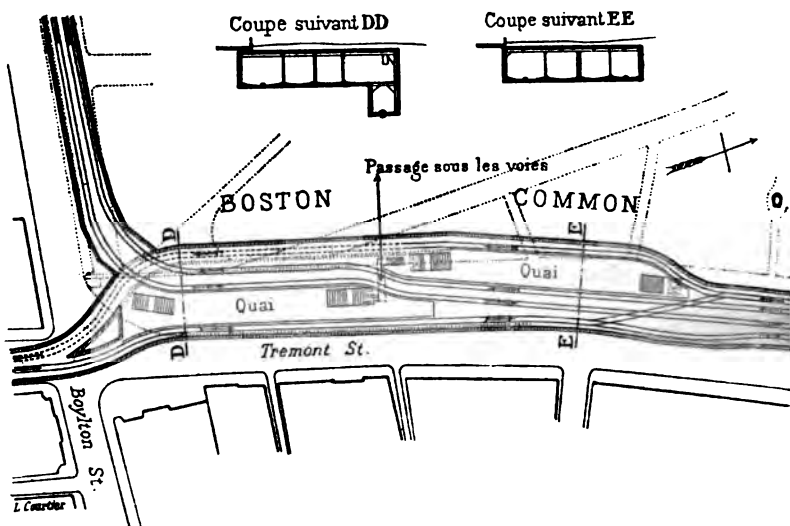 Coupe suivant DD
Coupe suivant EE
Passage sous les voies
BOSTON COMMON
D
E
Quai
Quai
D
E
Tremont St.
Boylton St.
L. Courtier